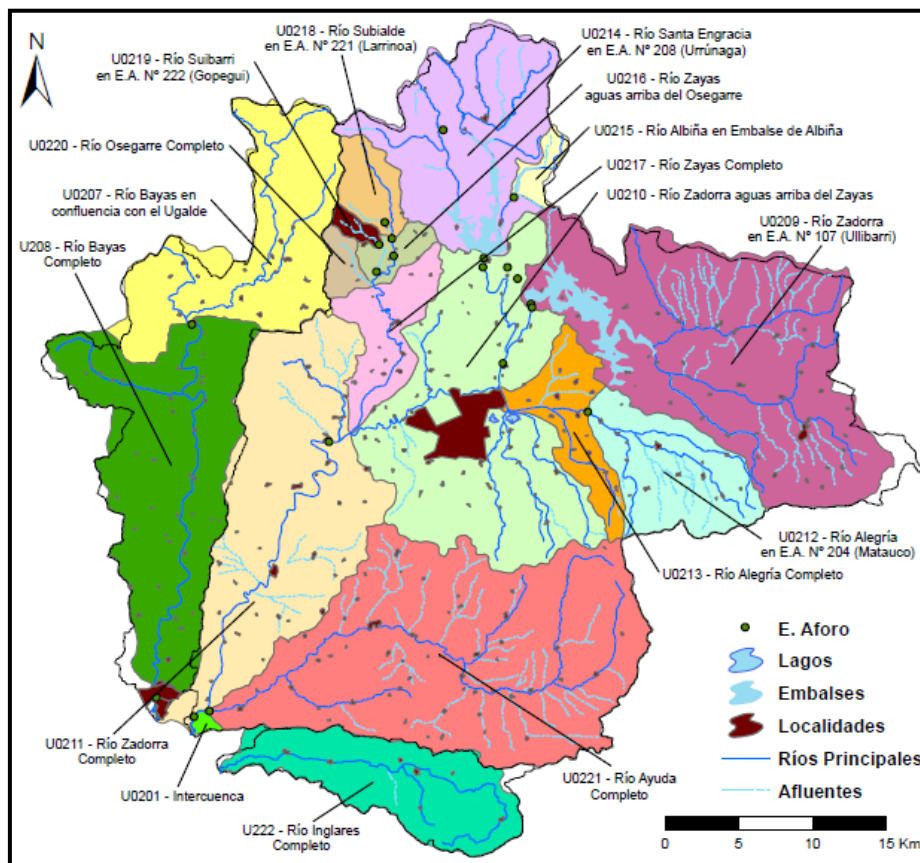 N
U0218 - Río Subialde
en E.A. Nº 221 (Larrinoa)
U0214 - Río Santa Engracia
en E.A. Nº 208 (Urrúnaga)
U0219 - Río Suibarri
en E.A. Nº 222 (Gopegui)
U0216 - Río Zayas
aguas arriba del Osegarre
U0220 - Río Osegarre Completo
U0215 - Río Albiña en Embalse de Albiña
U0217 - Río Zayas Completo
U0207 - Río Bayas en
confluencia con el Ugalde
U0210 - Río Zadorra aguas arriba del Zayas
U0209 - Río Zadorra
en E.A. Nº 107 (Ullibarri)
U208 - Río Bayas
Completo
U0212 - Río Alegría
en E.A. Nº 204 (Matauco)
U0213 - Río Alegría Completo
E. Aforo
Lagos
Embalses
Localidades
Ríos Principales
Afluentes
U0211 - Río Zadorra
Completo
U0201 - Intercuenca
U0221 - Río Ayuda
Completo
U222 - Río Inglares
Completo
0 5 10 15 Km